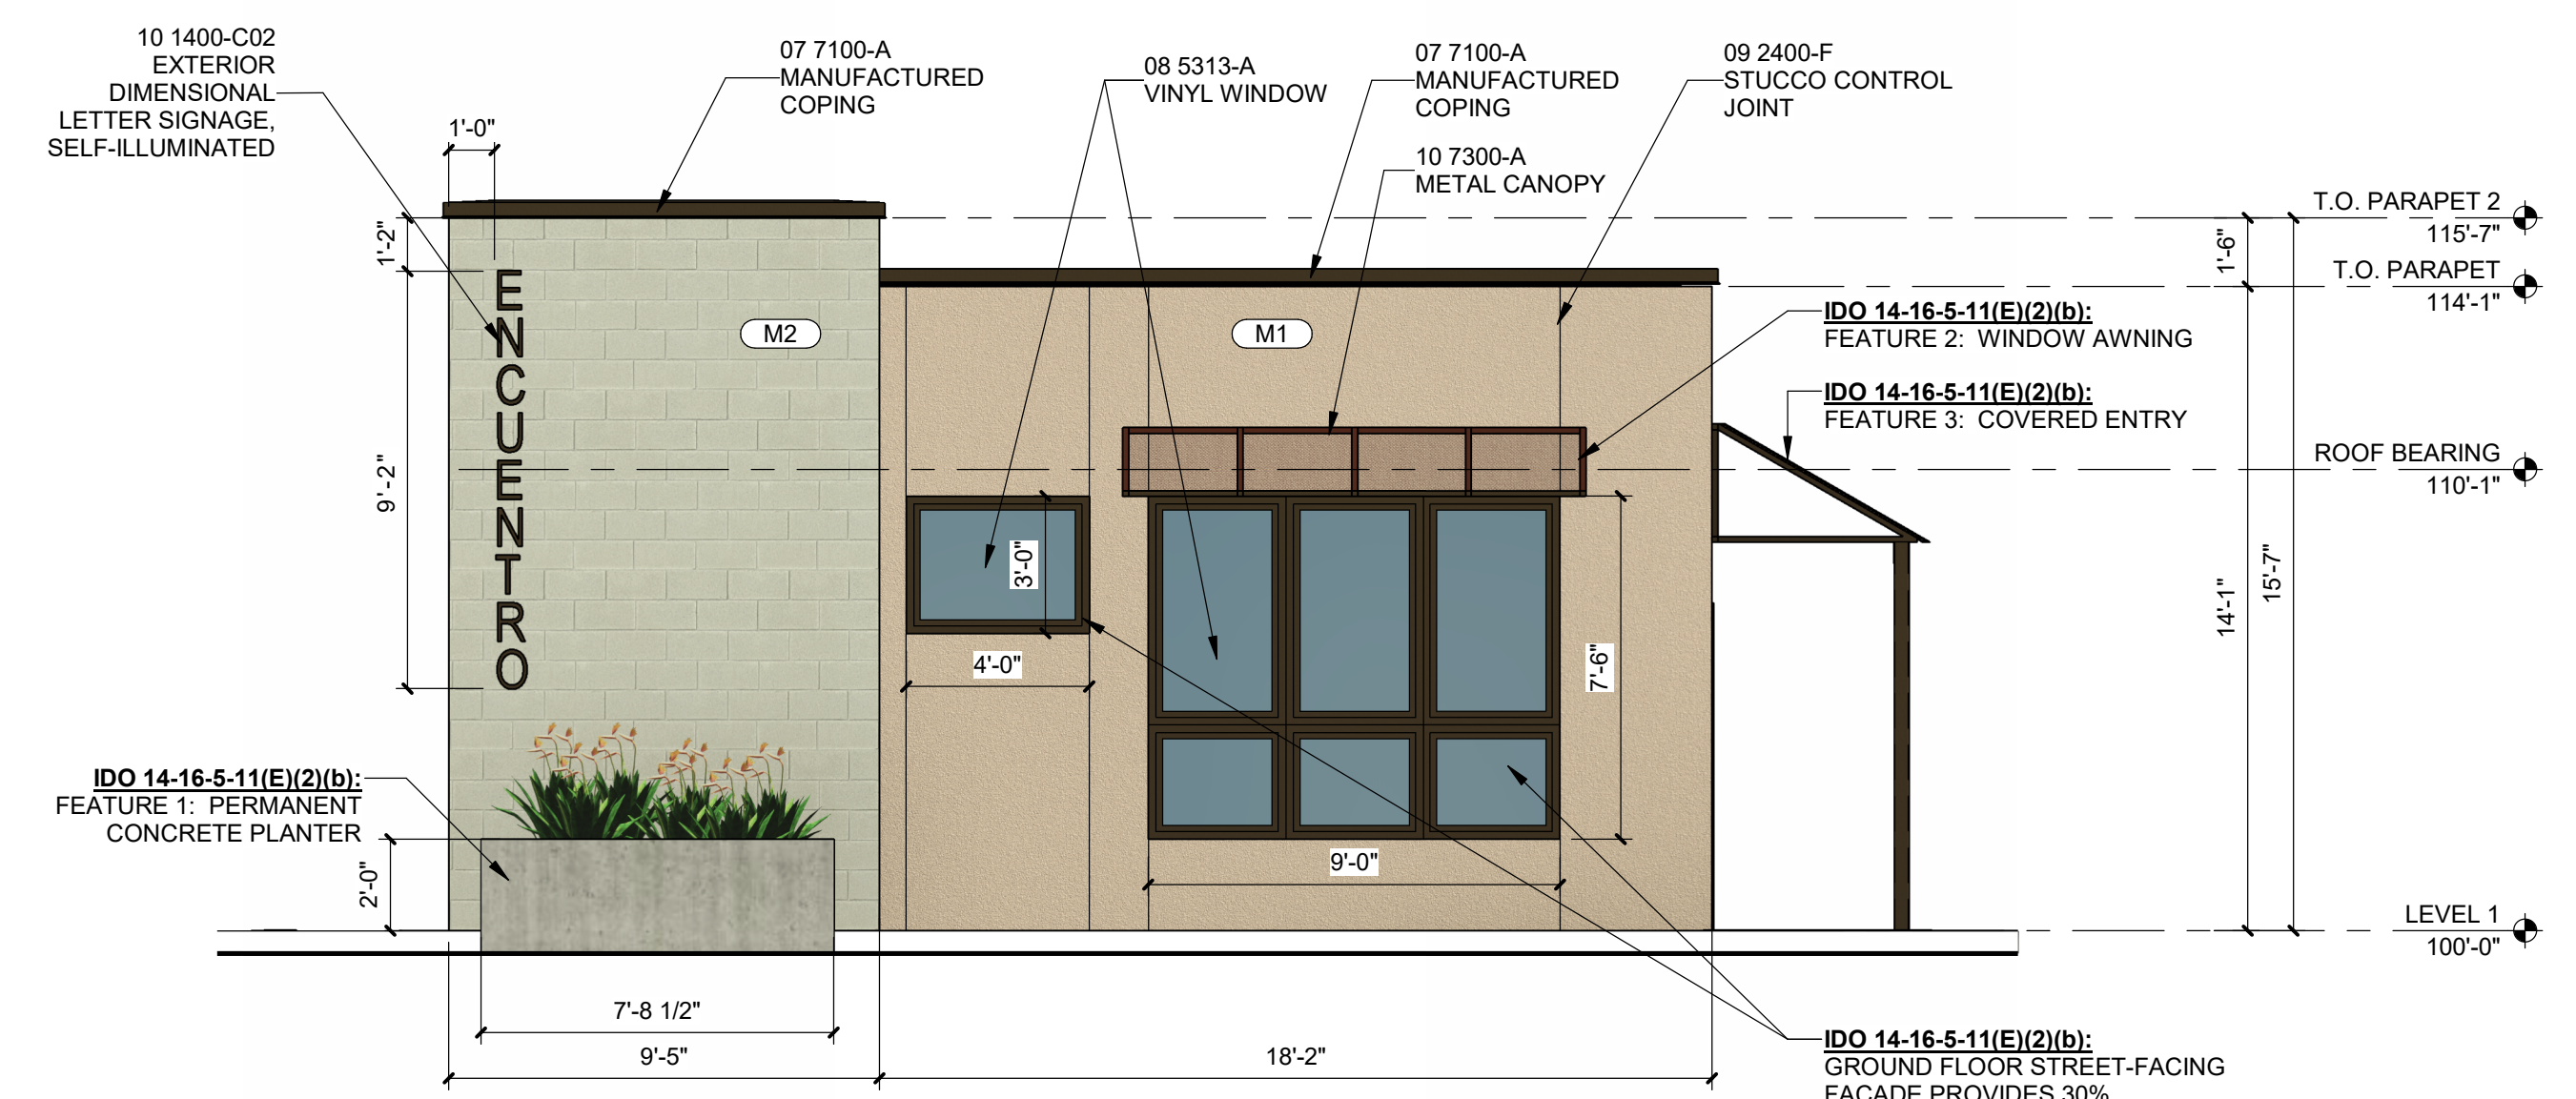 10 1400-C02
EXTERIOR
DIMENSIONAL
LETTER SIGNAGE,
SELF-ILLUMINATED
07 7100-A
MANUFACTURED
COPING
08 5313-A
VINYL WINDOW
07 7100-A
MANUFACTURED
COPING
10 7300-A
METAL CANOPY
09 2400-F
STUCCO CONTROL
JOINT
1'-0"
1'-2"
9'-2"
2'-0"
ENCUENTRO
M2
M1
T.O. PARAPET 2
115'-7"
T.O. PARAPET
114'-1"
1'-6"
IDO 14-16-5-11(E)(2)(b):
FEATURE 2: WINDOW AWNING
IDO 14-16-5-11(E)(2)(b):
FEATURE 3: COVERED ENTRY
ROOF BEARING
110'-1"
14'-1"
15'-7"
3'-0"
4'-0"
7'-6"
9'-0"
IDO 14-16-5-11(E)(2)(b):
FEATURE 1: PERMANENT
CONCRETE PLANTER
LEVEL 1
100'-0"
7'-8 1/2"
9'-5"
18'-2"
IDO 14-16-5-11(E)(2)(b):
GROUND FLOOR STREET-FACING
FACADE PROVIDES 30%